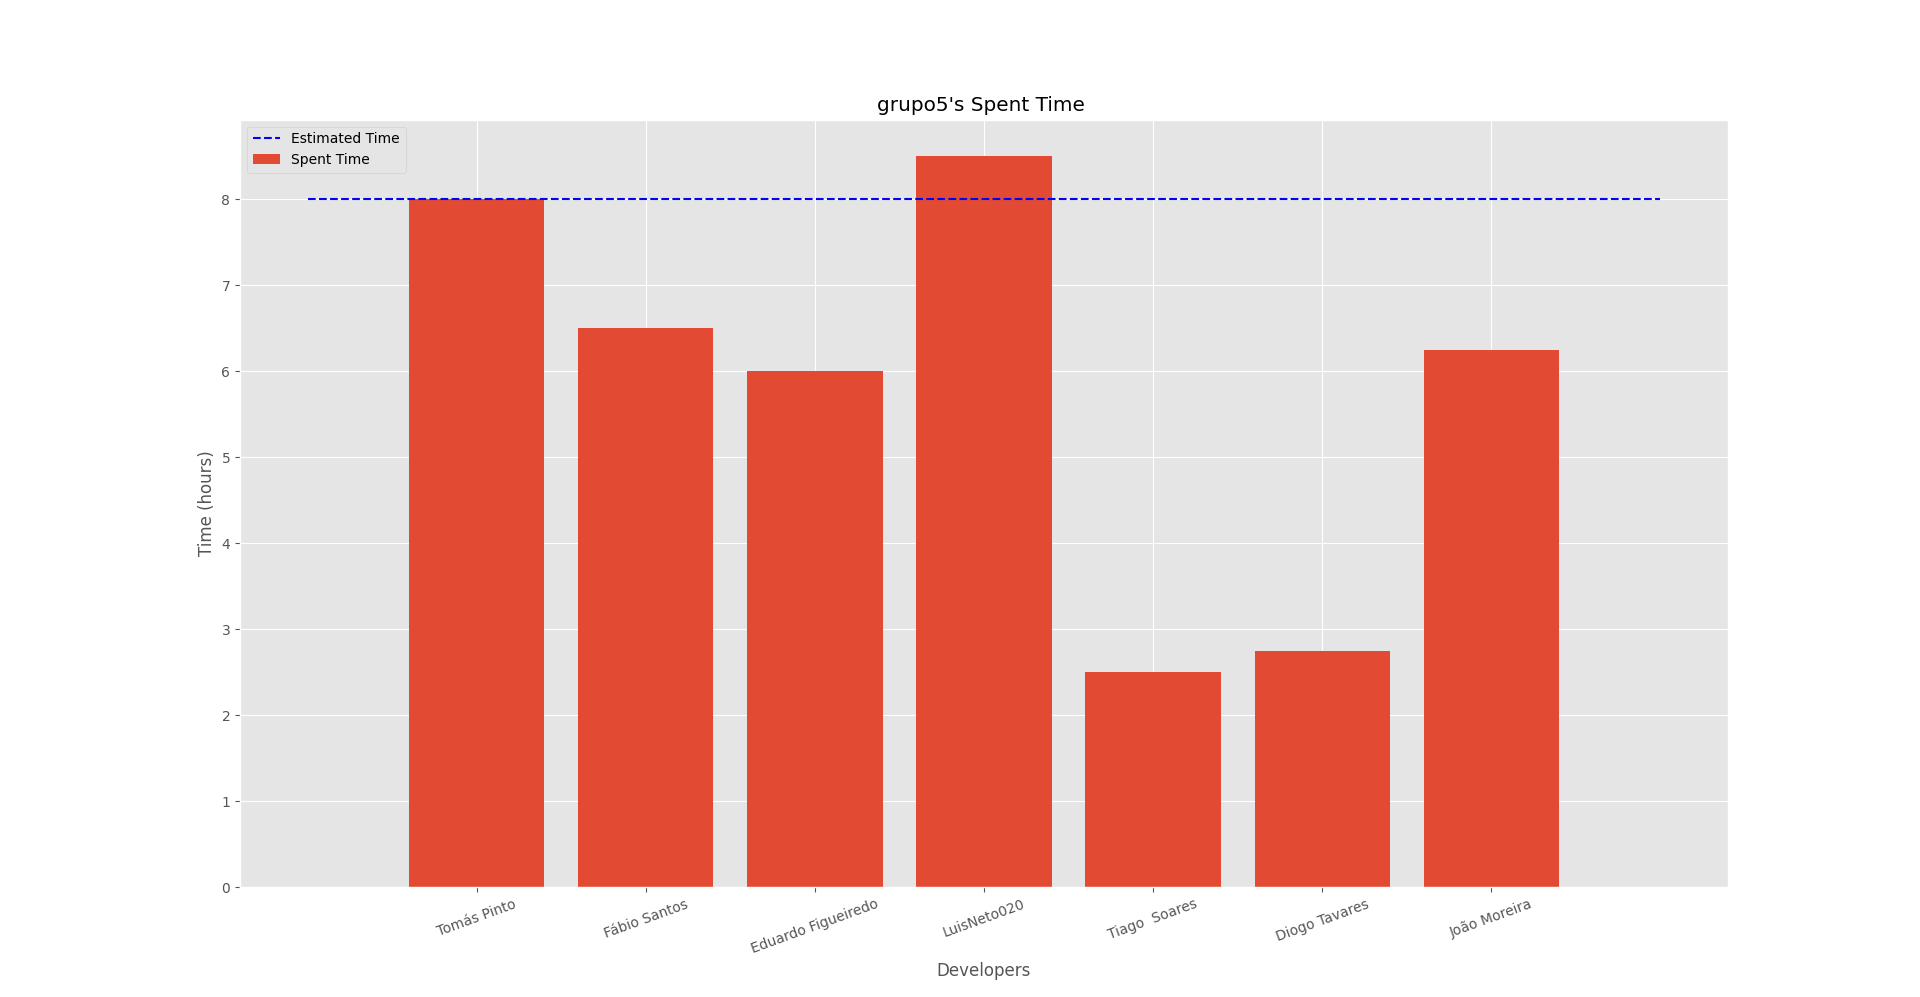 grupo5's Spent Time
Estimated Time
Spent Time
8
7
6
5
4
3
2
1
0
Time (hours)
Tomás Pinto
Fábio Santos
Eduardo Figueiredo
LuisNeto020
Tiago  Soares
Diogo Tavares
João Moreira
Developers